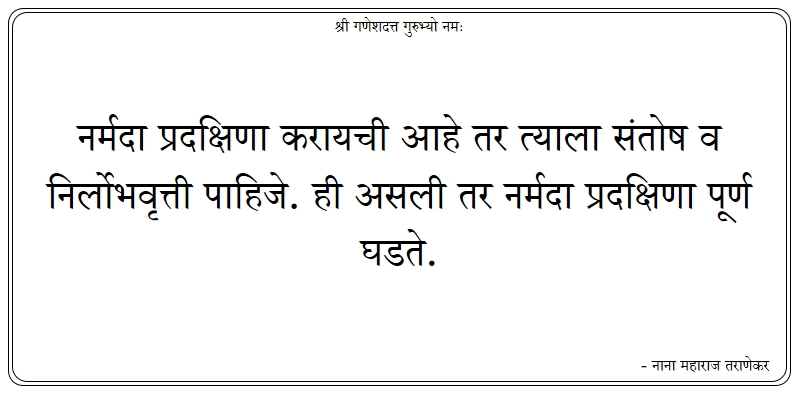 श्री गणेशदत्त गुरुभ्यो नमः
नर्मदा प्रदक्षिणा करायची आहे तर त्याला संतोष व
निर्लोभवृत्ती पाहिजे. ही असली तर नर्मदा प्रदक्षिणा पूर्ण
घडते.
- नाना महाराज तराणेकर